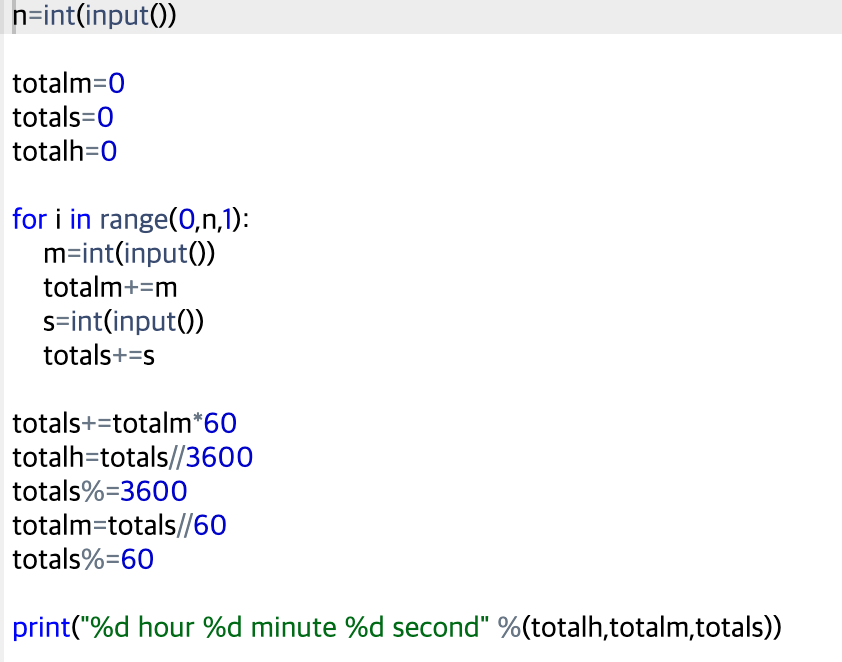 n=int(input())
totalm=0
totals=0
totalh=0
for i in range(0,n,1):
    m=int(input())
    totalm+=m
    s=int(input())
    totals+=s
totals+=totalm*60
totalh=totals//3600
totals%=3600
totalm=totals//60
totals%=60
print("%d hour %d minute %d second" %(totalh,totalm,totals))